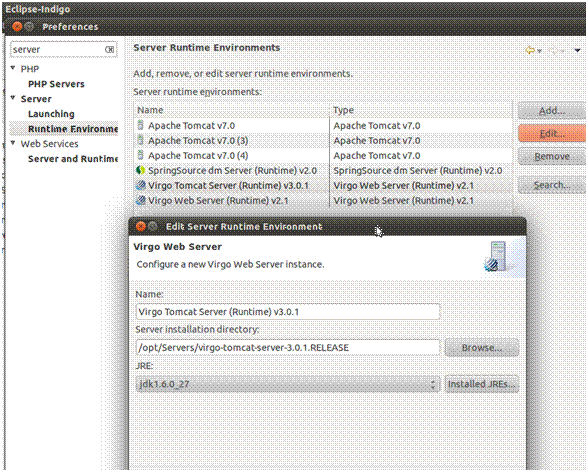 Eclipse-Indigo
Preferences
server
PHP
PHP Servers
Server
Launching
Runtime Environme
Web Services
Server and Runtime
Server Runtime Environments
Add, remove, or edit server runtime environments.
Server runtime environments:
Name Type
Apache Tomcat v7.0 Apache Tomcat v7.0
Apache Tomcat v7.0 (3) Apache Tomcat v7.0
Apache Tomcat v7.0 (4) Apache Tomcat v7.0
SpringSource dm Server (Runtime) v2.0 SpringSource dm Server (Runtime) v2.0
Virgo Tomcat Server (Runtime) v3.0.1 Virgo Web Server (Runtime) v2.1
Virgo Web Server (Runtime) v2.1 Virgo Web Server (Runtime) v2.1
Add...
Edit...
Remove
Search...
Edit Server Runtime Environment
Virgo Web Server
Configure a new Virgo Web Server instance.
Name:
Virgo Tomcat Server (Runtime) v3.0.1
Server installation directory:
/opt/Servers/virgo-tomcat-server-3.0.1.RELEASE Browse...
JRE:
jdk1.6.0_27 Installed JREs...